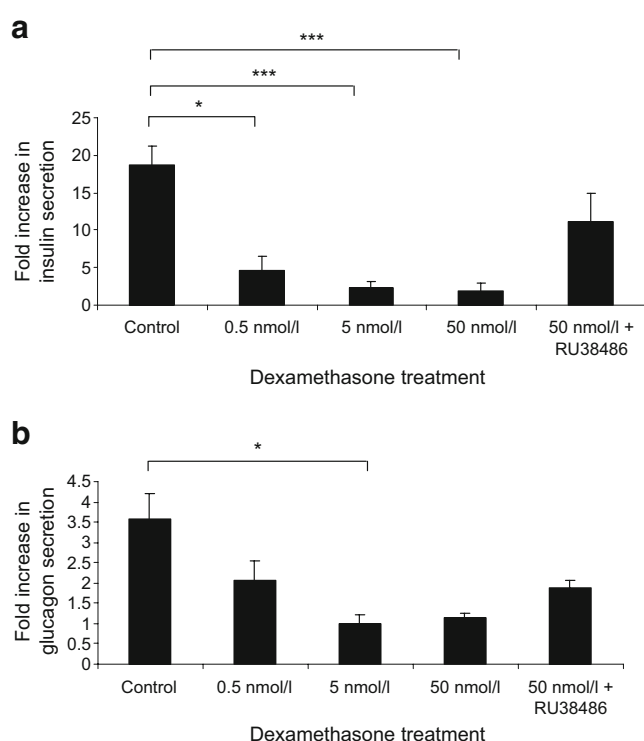 a
***
***
*
Fold increase in
insulin secretion
25
20
15
10
5
0
Control
0.5 nmol/l
5 nmol/l
50 nmol/l
50 nmol/l +
RU38486
Dexamethasone treatment
b
*
Fold increase in
glucagon secretion
4.5
4
3.5
3
2.5
2
1.5
1
0.5
0
Control
0.5 nmol/l
5 nmol/l
50 nmol/l
50 nmol/l +
RU38486
Dexamethasone treatment